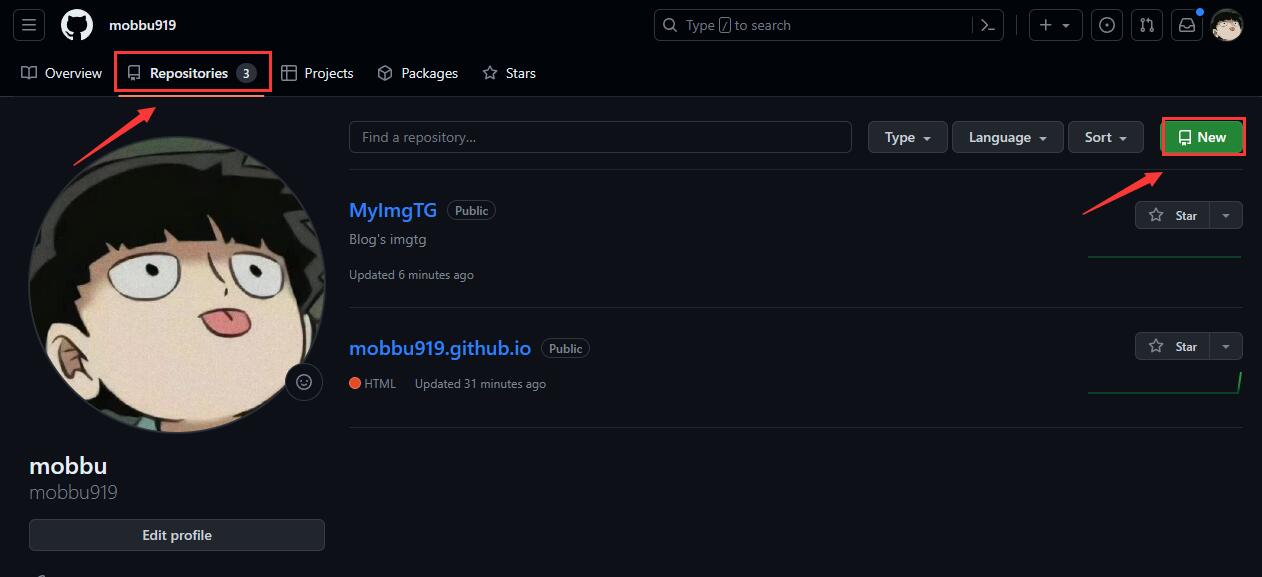 mobbu919
Type / to search
Overview
Repositories 3
Projects
Packages
Stars
Find a repository...
Type
Language
Sort
New
MyImgTG Public
Star
Blog's imgtg
Updated 6 minutes ago
mobbu919.github.io Public
Star
HTML Updated 31 minutes ago
mobbu
mobbu919
Edit profile